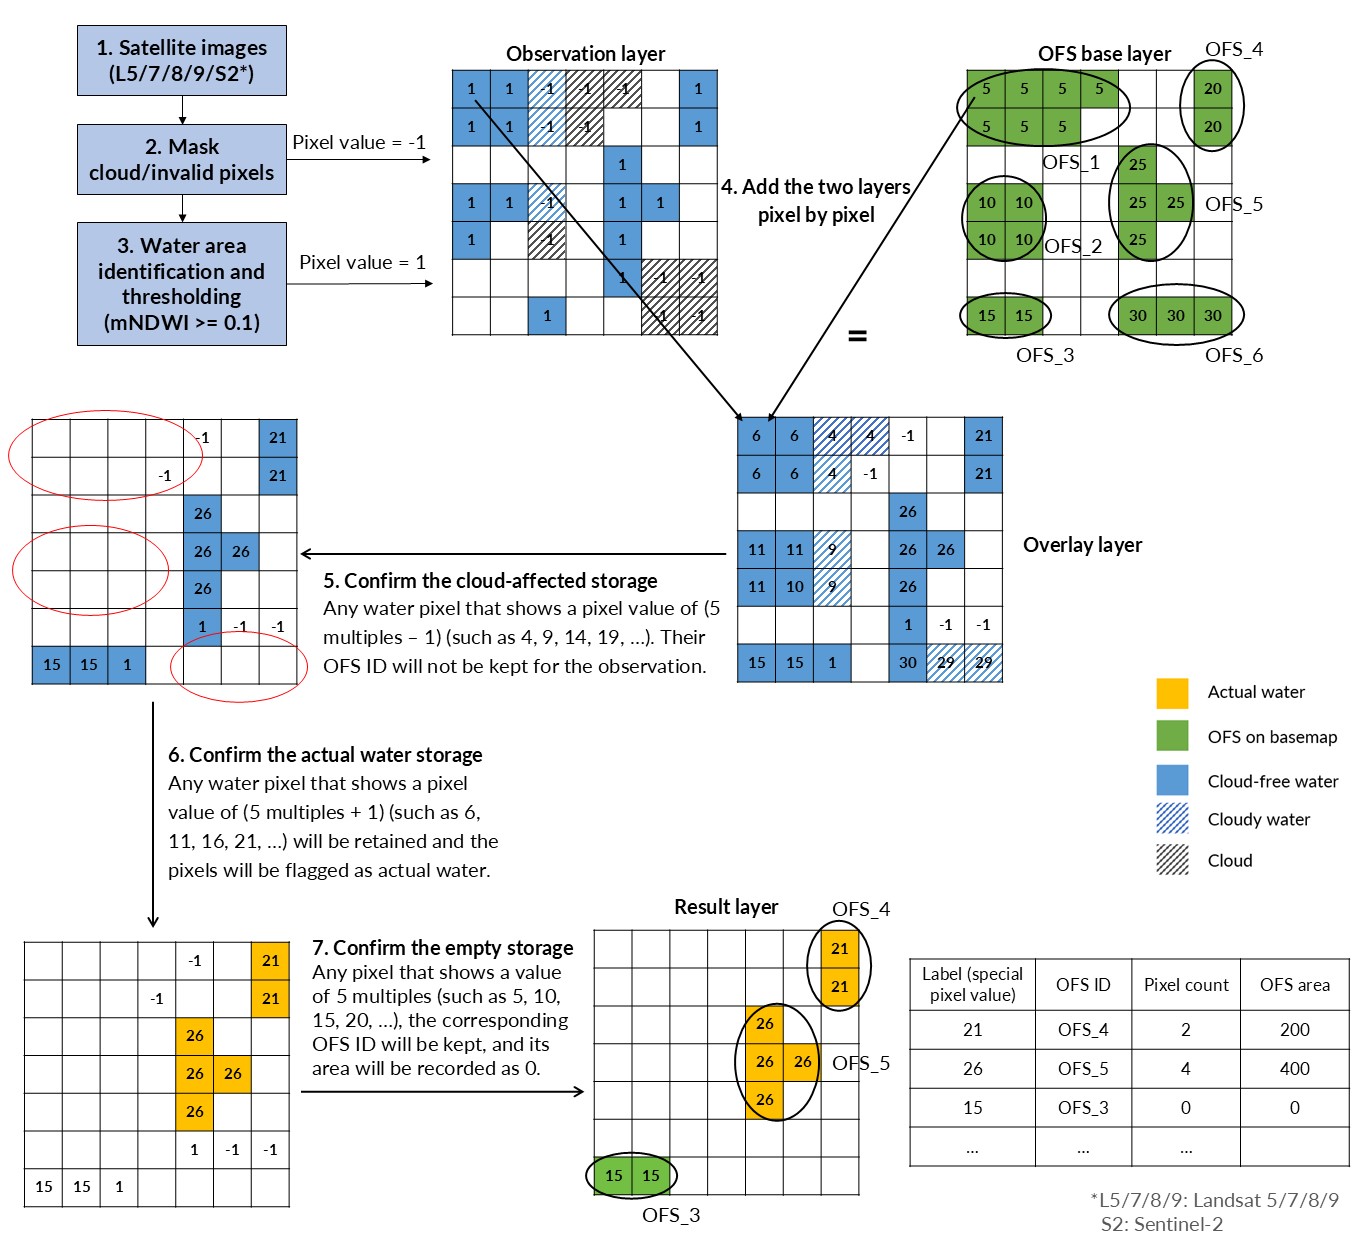 1. Satellite images
(L5/7/8/9/S2*)
2. Mask
cloud/invalid pixels
3. Water area
identification and
thresholding
(mNDWI >= 0.1)
Pixel value = -1
Pixel value = 1
Observation layer
1 1 -1 -1 -1 1
1 1 -1 -1 1
1
1 1 -1 1 1
1 -1 1
1 -1 -1
1 -1 -1
4. Add the two layers
pixel by pixel
=
OFS base layer
OFS_4
5 5 5 5 20
5 5 5 20
OFS_1
25
10 10 25 25
OFS_5
10 10 25
OFS_2
15 15 30 30 30
OFS_3
OFS_6
6 6 4 4 -1 21
6 6 4 -1 21
26
11 11 9 26 26
11 10 9 26
1 -1 -1
15 15 1 30 29 29
Overlay layer
5. Confirm the cloud-affected storage
Any water pixel that shows a pixel value of (5
multiples – 1) (such as 4, 9, 14, 19, ...). Their
OFS ID will not be kept for the observation.
-1 21
-1 21
26
26 26
26
1 -1 -1
15 15 1
6. Confirm the actual water storage
Any water pixel that shows a pixel
value of (5 multiples + 1) (such as 6,
11, 16, 21, ...) will be retained and the
pixels will be flagged as actual water.
Actual water
OFS on basemap
Cloud-free water
Cloudy water
Cloud
-1 21
-1 21
26
26 26
26
1 -1 -1
15 15 1
7. Confirm the empty storage
Any pixel that shows a value
of 5 multiples (such as 5, 10,
15, 20, ...), the corresponding
OFS ID will be kept, and its
area will be recorded as 0.
Result layer
OFS_4
21
21
26
26 26
OFS_5
26
15 15
OFS_3
Label (special
pixel value)
OFS ID
Pixel count
OFS area
21 OFS_4 2 200
26 OFS_5 4 400
15 OFS_3 0 0
... ... ...
*L5/7/8/9: Landsat 5/7/8/9
S2: Sentinel-2